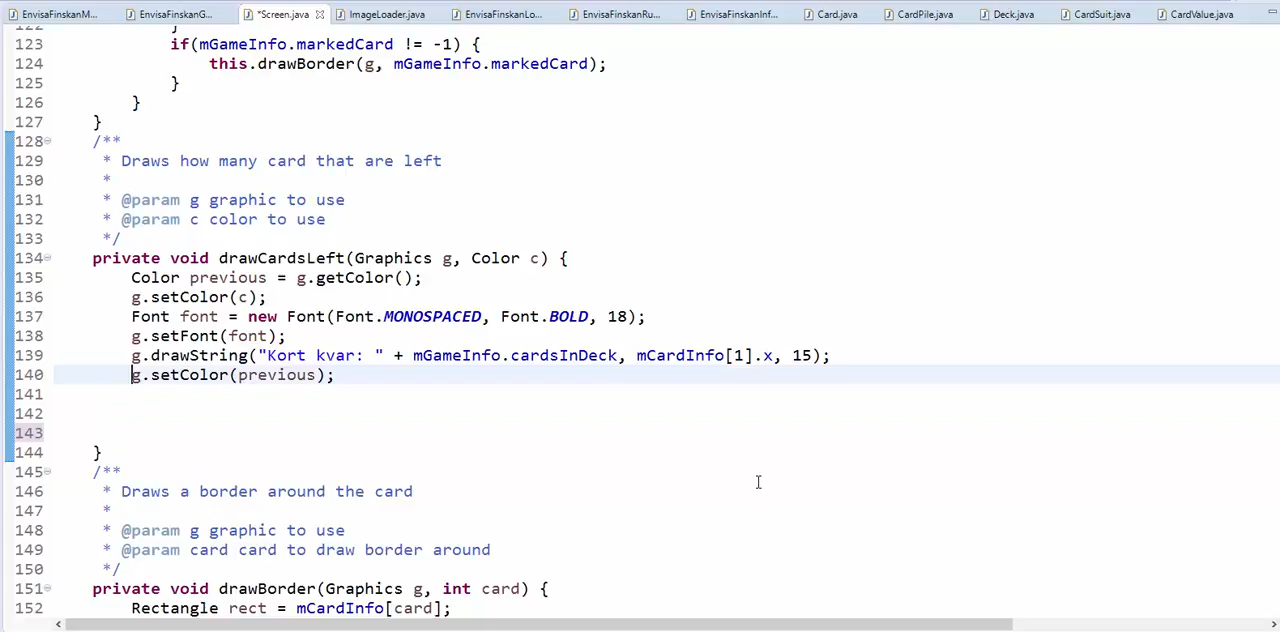 EnvisaFinskanM... EnvisaFinskanG... *Screen.java ImageLoader.java EnvisaFinskanLo... EnvisaFinskanRu... EnvisaFinskanInf... Card.java CardPile.java Deck.java CardSuit.java CardValue.java
122 }
123 if(mGameInfo.markedCard != -1) {
124 this.drawBorder(g, mGameInfo.markedCard);
125 }
126 }
127 }
128 /**
129 * Draws how many card that are left
130 *
131 * @param g graphic to use
132 * @param c color to use
133 */
134 private void drawCardsLeft(Graphics g, Color c) {
135 Color previous = g.getColor();
136 g.setColor(c);
137 Font font = new Font(Font.MONOSPACED, Font.BOLD, 18);
138 g.setFont(font);
139 g.drawString("Kort kvar: " + mGameInfo.cardsInDeck, mCardInfo[1].x, 15);
140 g.setColor(previous);
141
142
143
144 }
145 /**
146 * Draws a border around the card
147 *
148 * @param g graphic to use
149 * @param card card to draw border around
150 */
151 private void drawBorder(Graphics g, int card) {
152 Rectangle rect = mCardInfo[card];